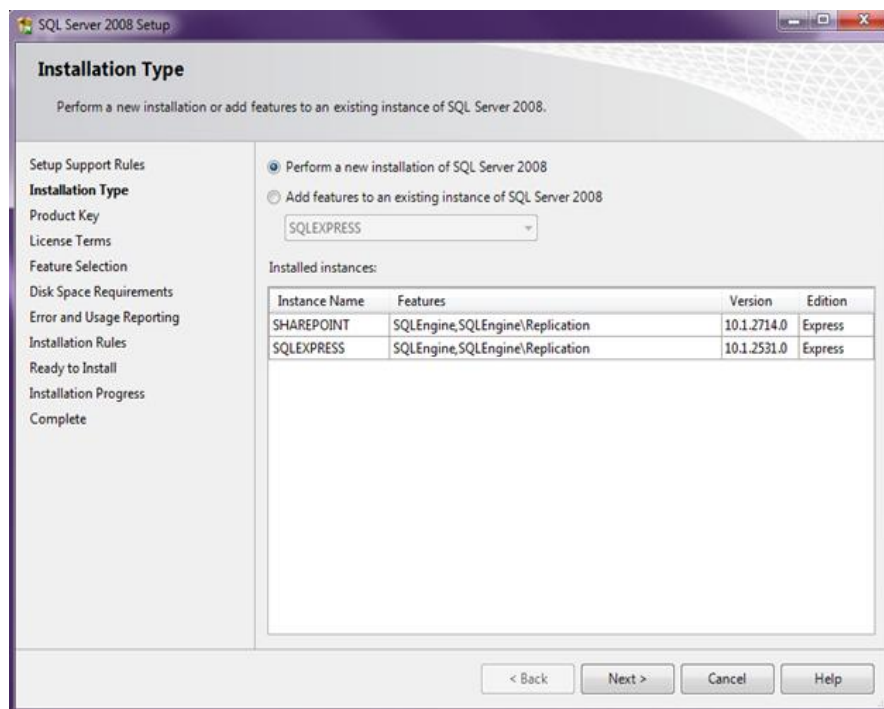 SQL Server 2008 Setup
Installation Type
Perform a new installation or add features to an existing instance of SQL Server 2008.
Setup Support Rules
Installation Type
Product Key
License Terms
Feature Selection
Disk Space Requirements
Error and Usage Reporting
Installation Rules
Ready to Install
Installation Progress
Complete
Perform a new installation of SQL Server 2008
Add features to an existing instance of SQL Server 2008
SQLEXPRESS
Installed instances:
Instance Name Features Version Edition
SHAREPOINT SQLEngine,SQLEngine\Replication 10.1.2714.0 Express
SQLEXPRESS SQLEngine,SQLEngine\Replication 10.1.2531.0 Express
< Back Next > Cancel Help